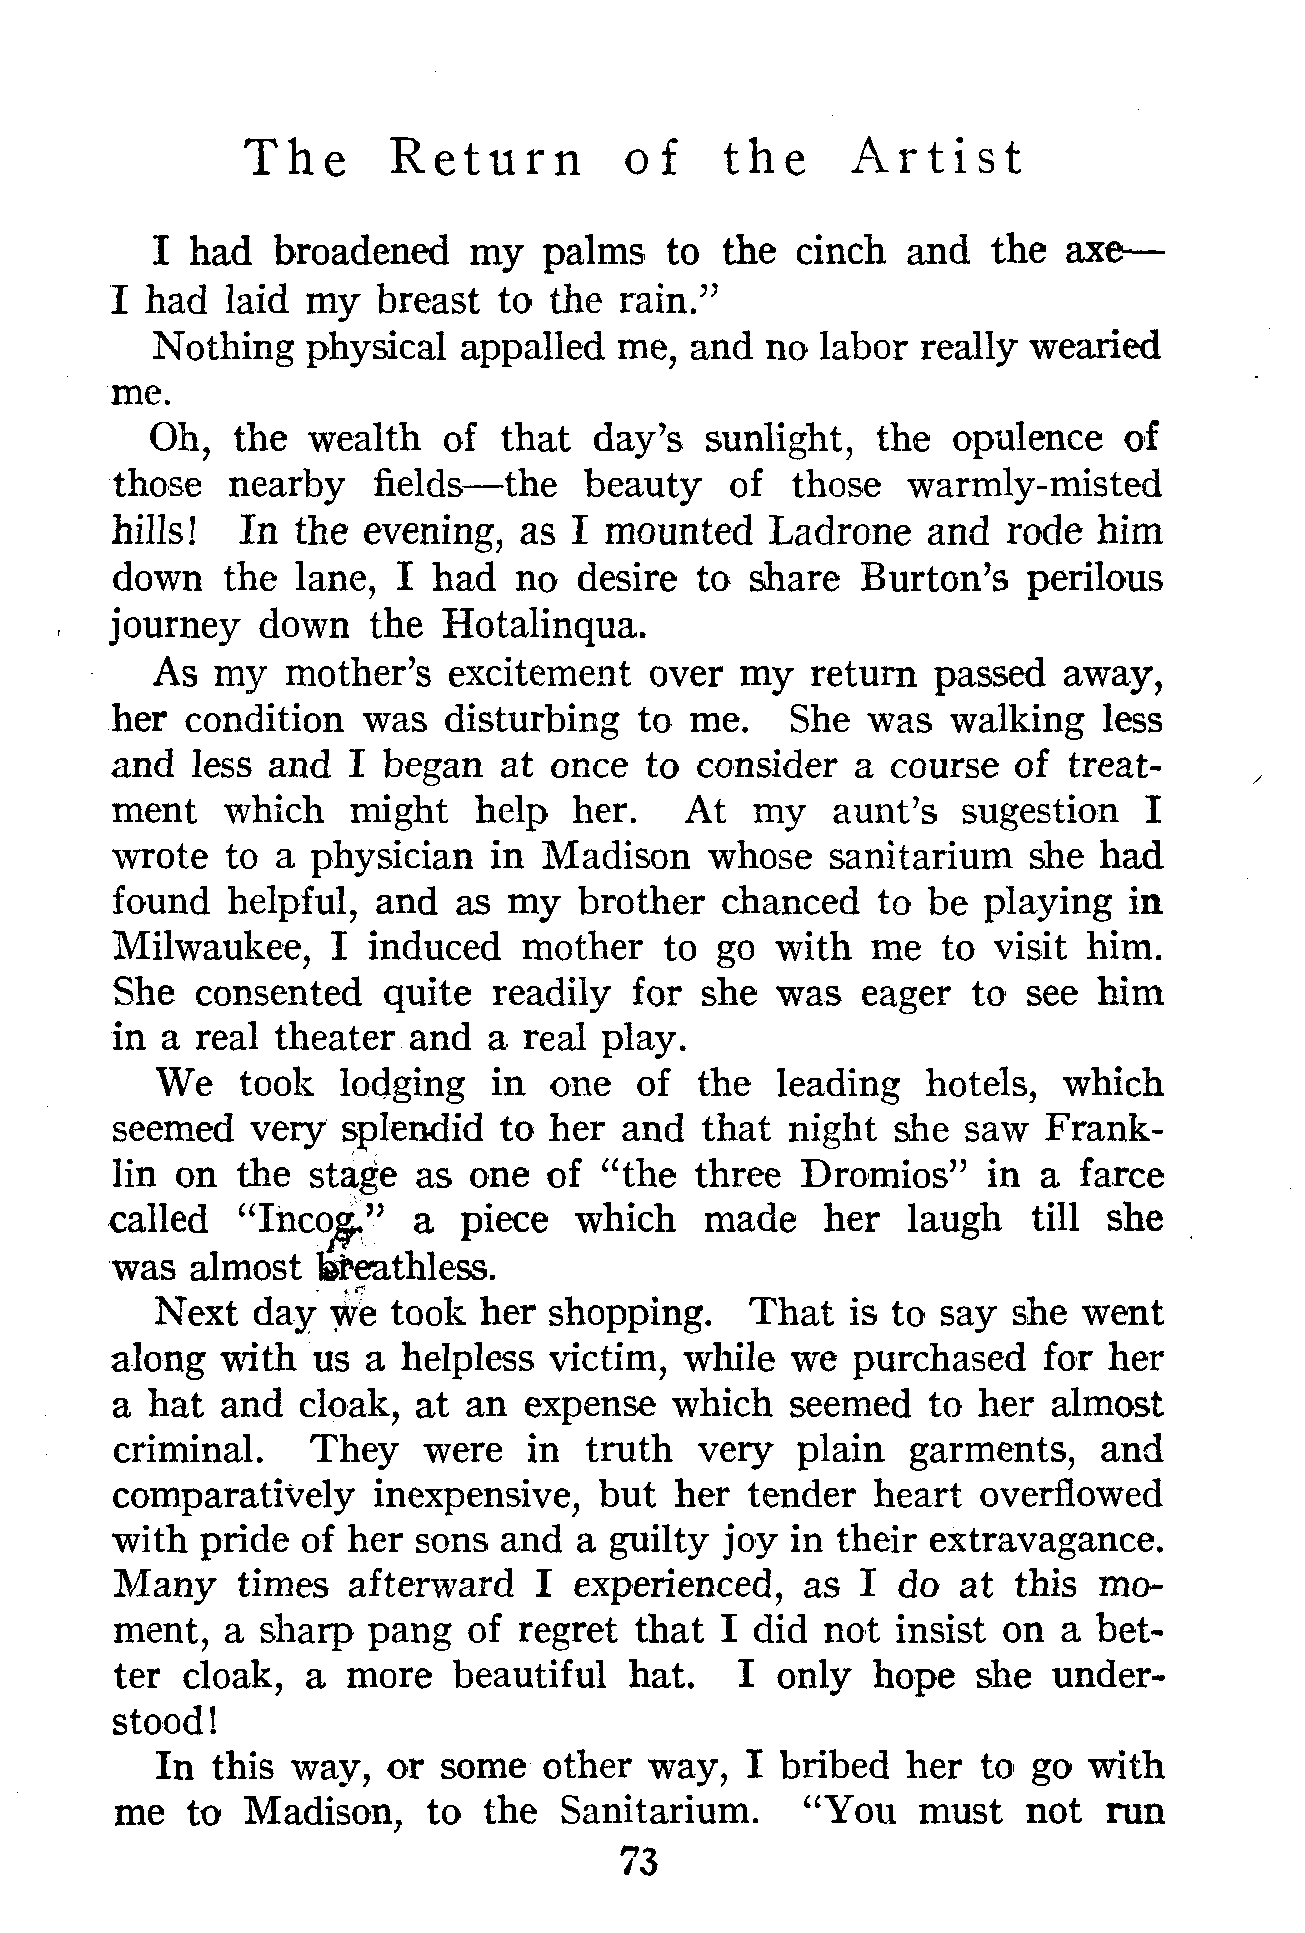 The Return of the Artist
I had broadened my palms to the cinch and the axe—
I had laid my breast to the rain.”
Nothing physical appalled me, and no labor really wearied
me.
Oh, the wealth of that day’s sunlight, the opulence of
those nearby fields—the beauty of those warmly-misted
hills! In the evening, as I mounted Ladrone and rode him
down the lane, I had no desire to share Burton’s perilous
journey down the Hotalinqua.
As my mother’s excitement over my return passed away,
her condition was disturbing to me. She was walking less
and less and I began at once to consider a course of treat-
ment which might help her. At my aunt’s sugestion I
wrote to a physician in Madison whose sanitarium she had
found helpful, and as my brother chanced to be playing in
Milwaukee, I induced mother to go with me to visit him.
She consented quite readily for she was eager to see him
in a real theater and a real play.
We took lodging in one of the leading hotels, which
seemed very splendid to her and that night she saw Frank-
lin on the stage as one of “the three Dromios” in a farce
called “Incog.” a piece which made her laugh till she
was almost breathless.
Next day we took her shopping. That is to say she went
along with us a helpless victim, while we purchased for her
a hat and cloak, at an expense which seemed to her almost
criminal. They were in truth very plain garments, and
comparatively inexpensive, but her tender heart overflowed
with pride of her sons and a guilty joy in their extravagance.
Many times afterward I experienced, as I do at this mo-
ment, a sharp pang of regret that I did not insist on a bet-
ter cloak, a more beautiful hat. I only hope she under-
stood!
In this way, or some other way, I bribed her to go with
me to Madison, to the Sanitarium. “You must not run
73